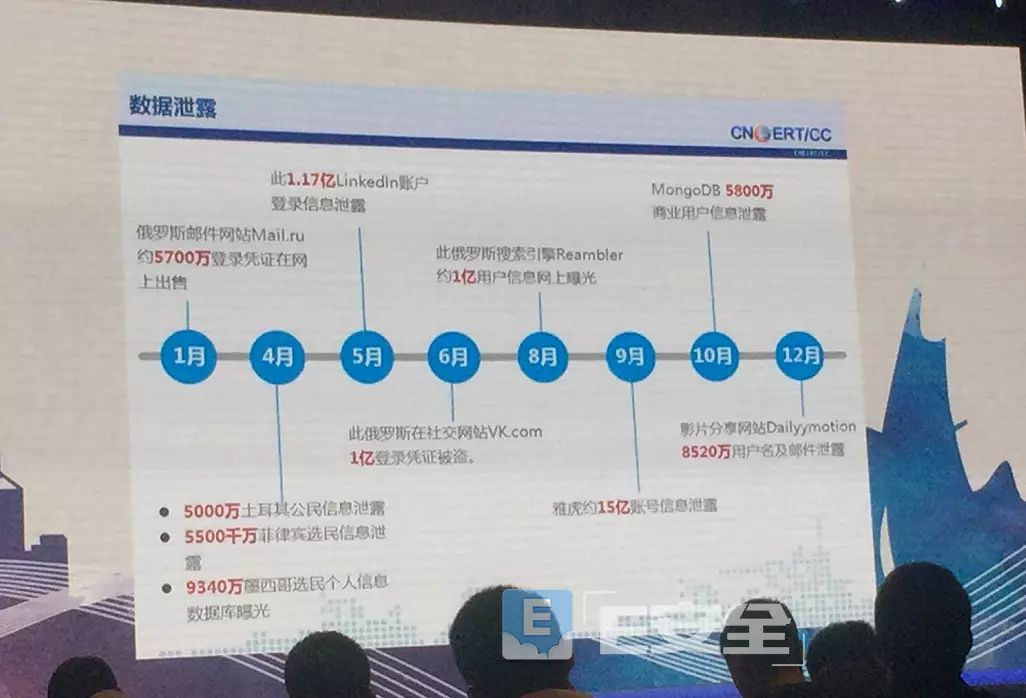 数据泄露
CNCERT/CC
此1.17亿LinkedIn账户
登录信息泄露
MongoDB 5800万
商业用户信息泄露
俄罗斯邮件网站Mail.ru
约5700万登录凭证在网
上出售
此俄罗斯搜索引擎Reambler
约1亿用户信息网上曝光
1月
4月
5月
6月
8月
9月
10月
12月
此俄罗斯在社交网站VK.com
1亿登录凭证被盗。
影片分享网站Dailyymotion
8520万用户名及邮件泄露
5000万土耳其公民信息泄露
5500千万菲律宾选民信息泄
露
9340万墨西哥选民个人信息
数据库曝光
雅虎约15亿账号信息泄露
E安全